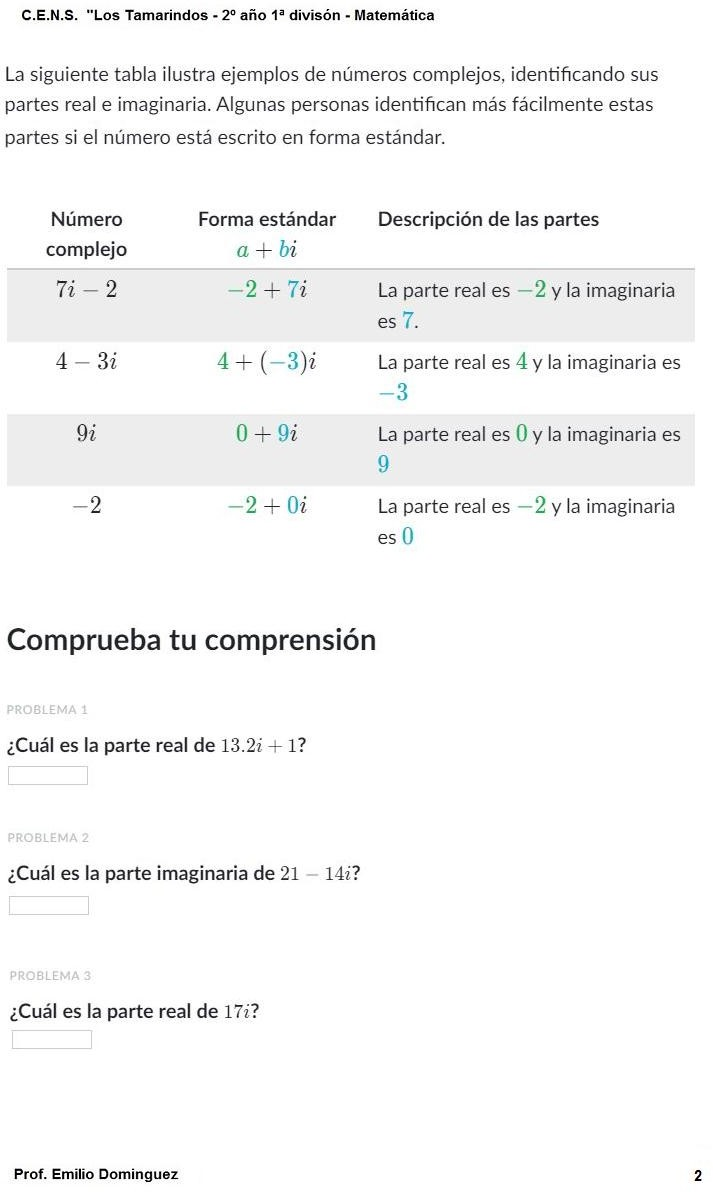 C.E.N.S. "Los Tamarindos - 2º año 1ª divisón - Matemática
La siguiente tabla ilustra ejemplos de números complejos, identificando sus
partes real e imaginaria. Algunas personas identifican más fácilmente estas
partes si el número está escrito en forma estándar.
Número complejo Forma estándar a + bi Descripción de las partes
7i − 2 −2 + 7i La parte real es −2 y la imaginaria
es 7.
4 − 3i 4 + (−3)i La parte real es 4 y la imaginaria es
−3
9i 0 + 9i La parte real es 0 y la imaginaria es
9
−2 −2 + 0i La parte real es −2 y la imaginaria
es 0
Comprueba tu comprensión
PROBLEMA 1
¿Cuál es la parte real de 13.2i + 1?
PROBLEMA 2
¿Cuál es la parte imaginaria de 21 − 14i?
PROBLEMA 3
¿Cuál es la parte real de 17i?
Prof. Emilio Dominguez 2